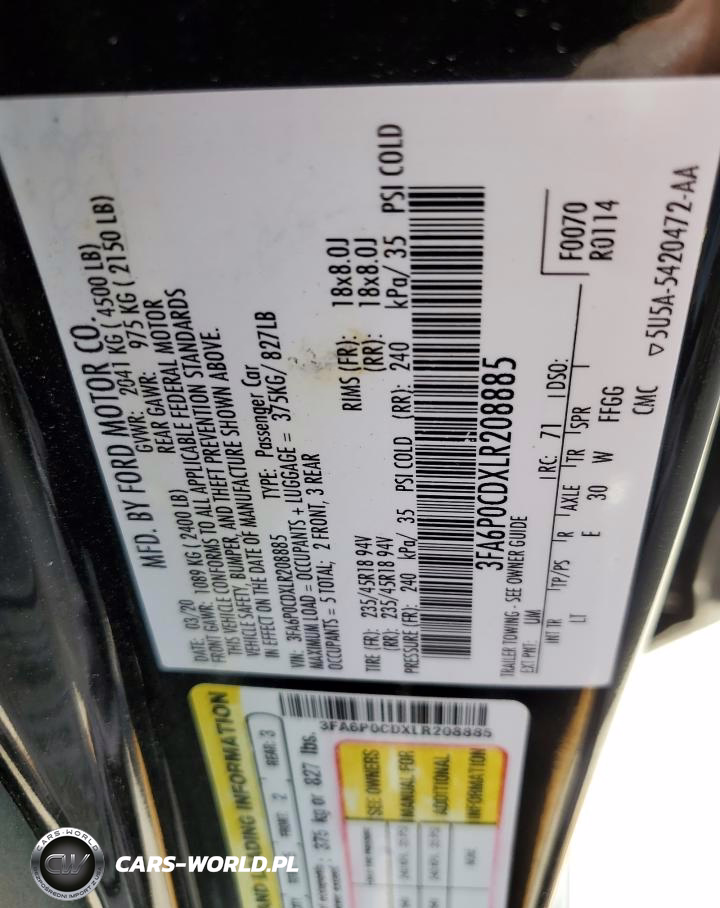 MFD. BY FORD MOTOR CO.
DATE: 03/20 GVWR: 2041 KG ( 4500 LB)
FRONT GAWR: 1089 KG ( 2400 LB) REAR GAWR: 975 KG ( 2150 LB)
THIS VEHICLE CONFORMS TO ALL APPLICABLE FEDERAL MOTOR
VEHICLE SAFETY, BUMPER, AND THEFT PREVENTION STANDARDS
IN EFFECT ON THE DATE OF MANUFACTURE SHOWN ABOVE.
VIN: 3FA6P0CDXLR208885 TYPE: Passenger Car
MAXIMUM LOAD = OCCUPANTS + LUGGAGE = 375KG/ 827LB
OCCUPANTS = 5 TOTAL; 2 FRONT, 3 REAR
TIRE (FR): 235/45R18 94V RIMS (FR): 18x8.0J
(RR): 235/45R18 94V (RR): 18x8.0J
PRESSURE (FR): 240 kPa/ 35 PSI COLD (RR): 240 kPa/ 35 PSI COLD
3FA6P0CDXLR208885
TRAILER TOWING - SEE OWNER GUIDE
EXT PNT: UM RC: 71 DSO: F0070
R0114
INT TR TP/PS R AXLE TR SPR
LT E 30 W FFGG
CMC ▽5U5A-5420472-AA
AND LOADING INFORMATION
2 REAR: 3
375 kg or 827 lbs.
3FA6P0CDXLR208885
SEE OWNERS
MANUAL FOR
ADDITIONAL
INFORMATION
CARS-WORLD
CW
CARS-WORLD.PL